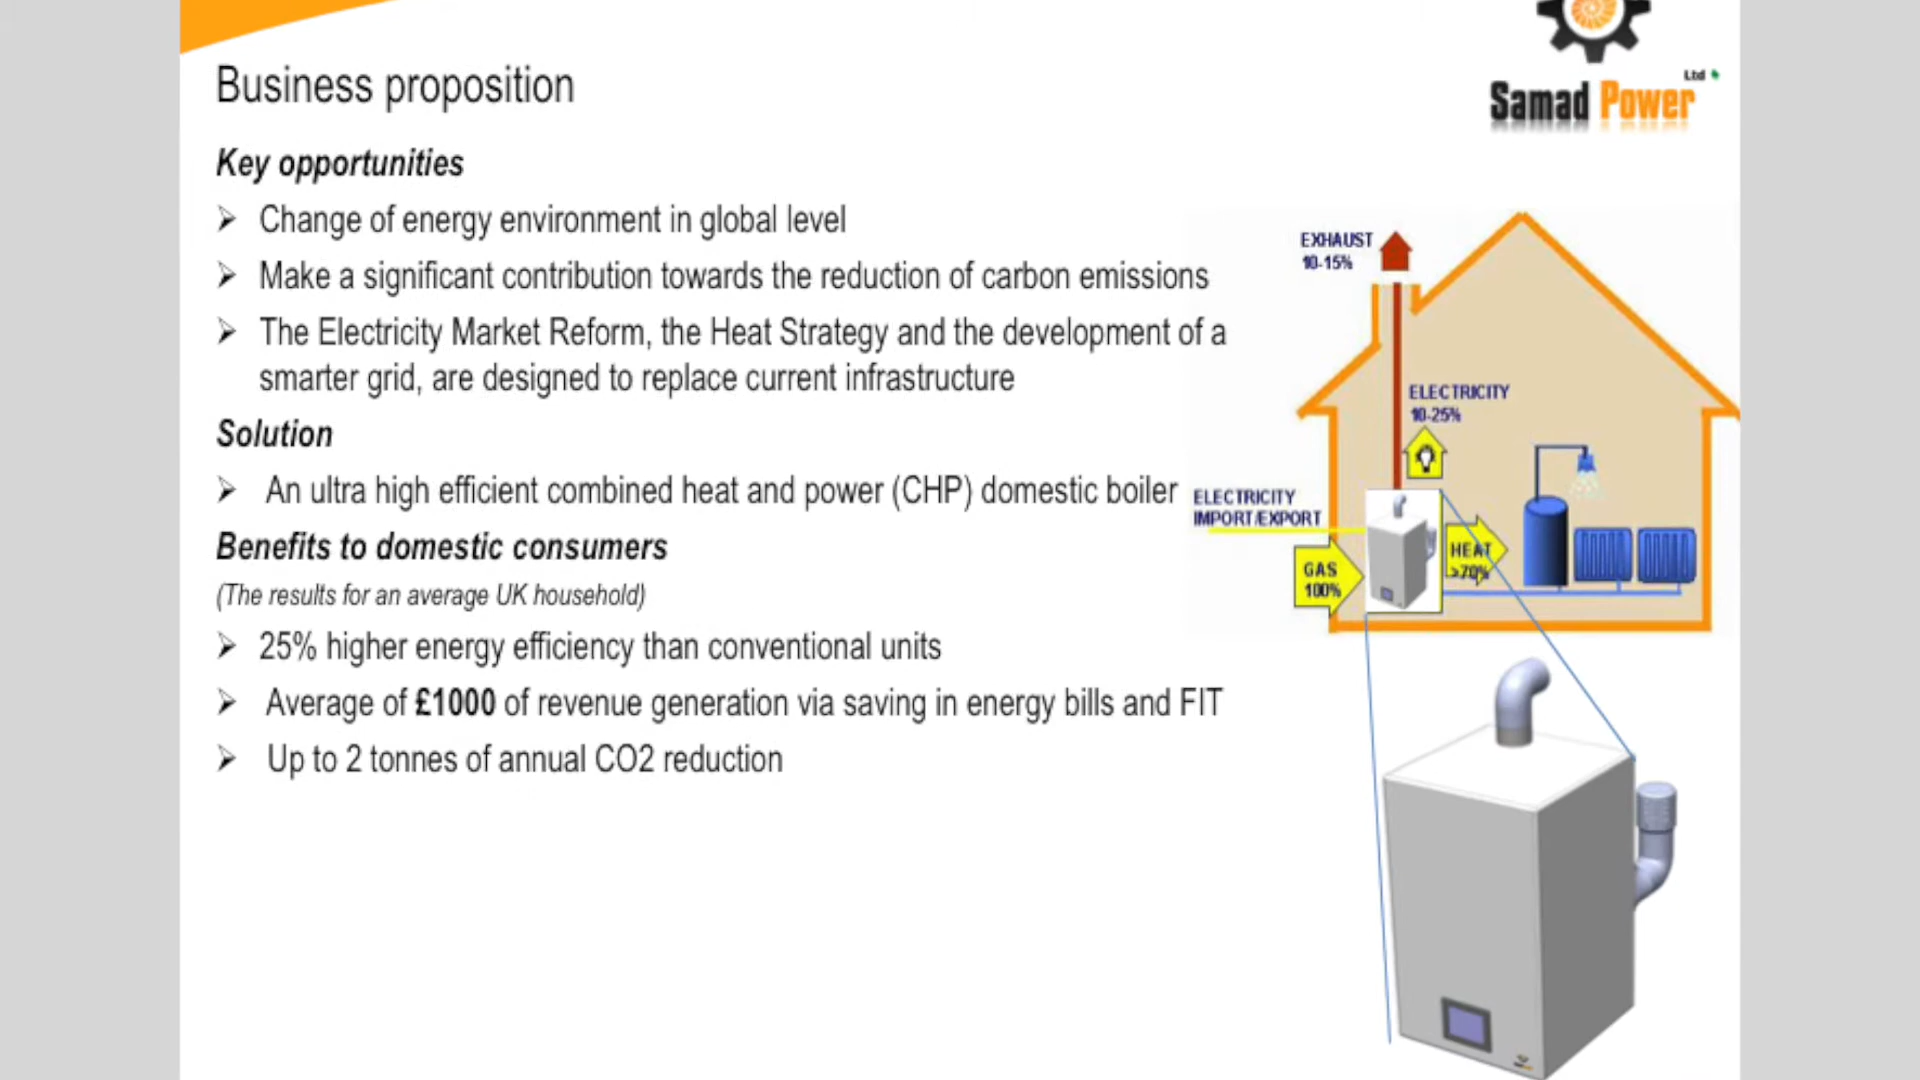 Ltd
Samad Power
Business proposition
Key opportunities
Change of energy environment in global level
Make a significant contribution towards the reduction of carbon emissions
The Electricity Market Reform, the Heat Strategy and the development of a
smarter grid, are designed to replace current infrastructure
Solution
An ultra high efficient combined heat and power (CHP) domestic boiler
Benefits to domestic consumers
(The results for an average UK household)
25% higher energy efficiency than conventional units
Average of £1000 of revenue generation via saving in energy bills and FIT
Up to 2 tonnes of annual CO2 reduction
EXHAUST
10-15%
ELECTRICITY
10-25%
ELECTRICITY
IMPORT/EXPORT
GAS
100%
HEAT
>70%